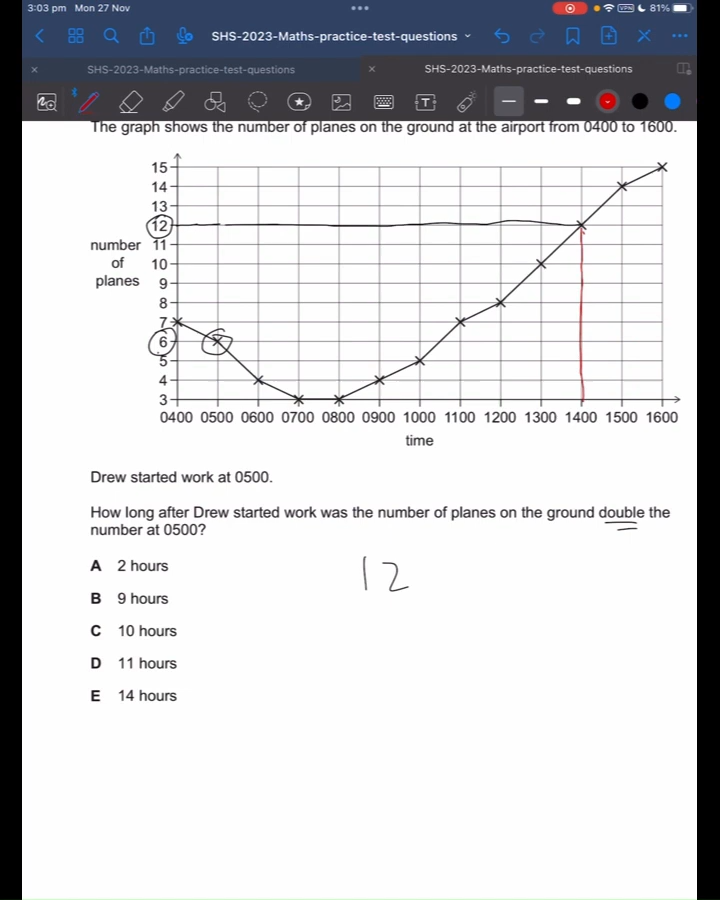 3:03 pm Mon 27 Nov
VPN 81%
SHS-2023-Maths-practice-test-questions
SHS-2023-Maths-practice-test-questions
SHS-2023-Maths-practice-test-questions
T
The graph shows the number of planes on the ground at the airport from 0400 to 1600.
15
14
13
12
11
10
9
8
7
6
5
4
3
number
of
planes
0400 0500 0600 0700 0800 0900 1000 1100 1200 1300 1400 1500 1600
time
Drew started work at 0500.
How long after Drew started work was the number of planes on the ground double the
number at 0500?
12
A 2 hours
B 9 hours
C 10 hours
D 11 hours
E 14 hours